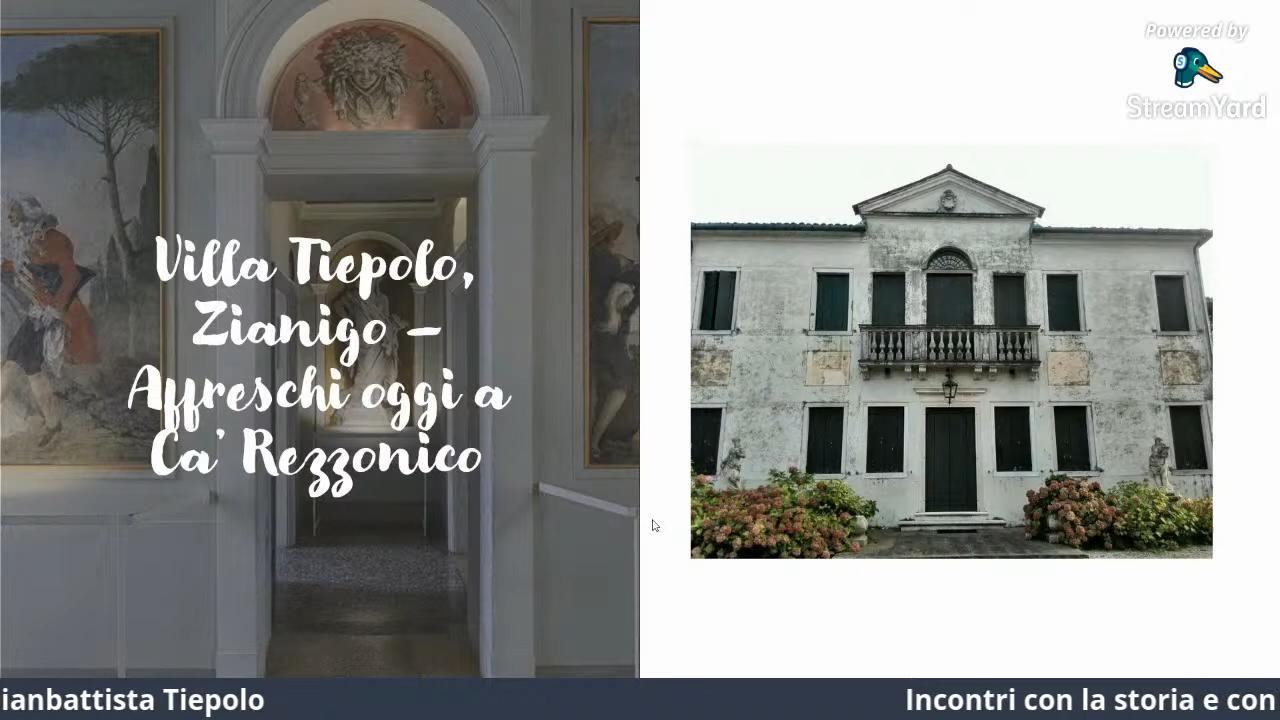 Villa Tiepolo,
Zianigo –
Affreschi oggi a
Ca' Rezzonico
Powered by
StreamYard
ianbattista Tiepolo
Incontri con la storia e con